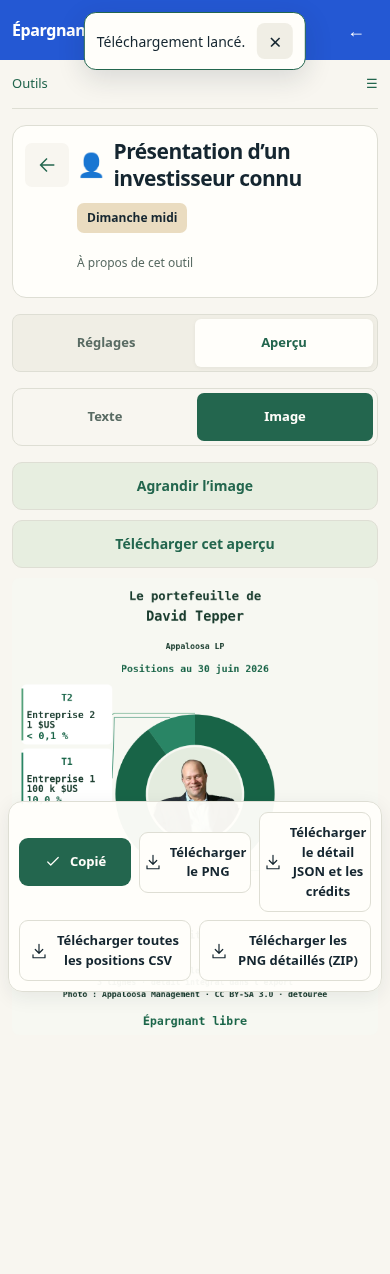 Épargnan
Téléchargement lancé.
Outils
Présentation d’un
investisseur connu
Dimanche midi
À propos de cet outil
Réglages
Aperçu
Texte
Image
Agrandir l’image
Télécharger cet aperçu
Le portefeuille de
David Tepper
Appaloosa LP
Positions au 30 juin 2026
T2
Entreprise 2
1 $US
< 0,1 %
T1
Entreprise 1
100 k $US
10,0 %
Copié
Télécharger
le PNG
Télécharger
le détail
JSON et les
crédits
Télécharger toutes
les positions CSV
Télécharger les
PNG détaillés (ZIP)
Photo : Appaloosa Management · CC BY-SA 3.0 · détourée
Épargnant libre